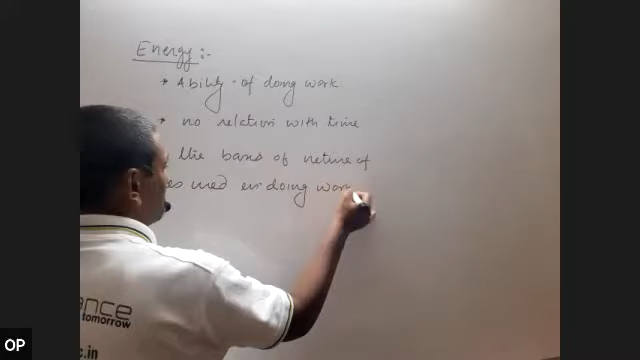 Energy :-
* Ability of doing work
* no relation with time
the basis of nature of
es used in doing work
ance
tomorrow
c.in
OP